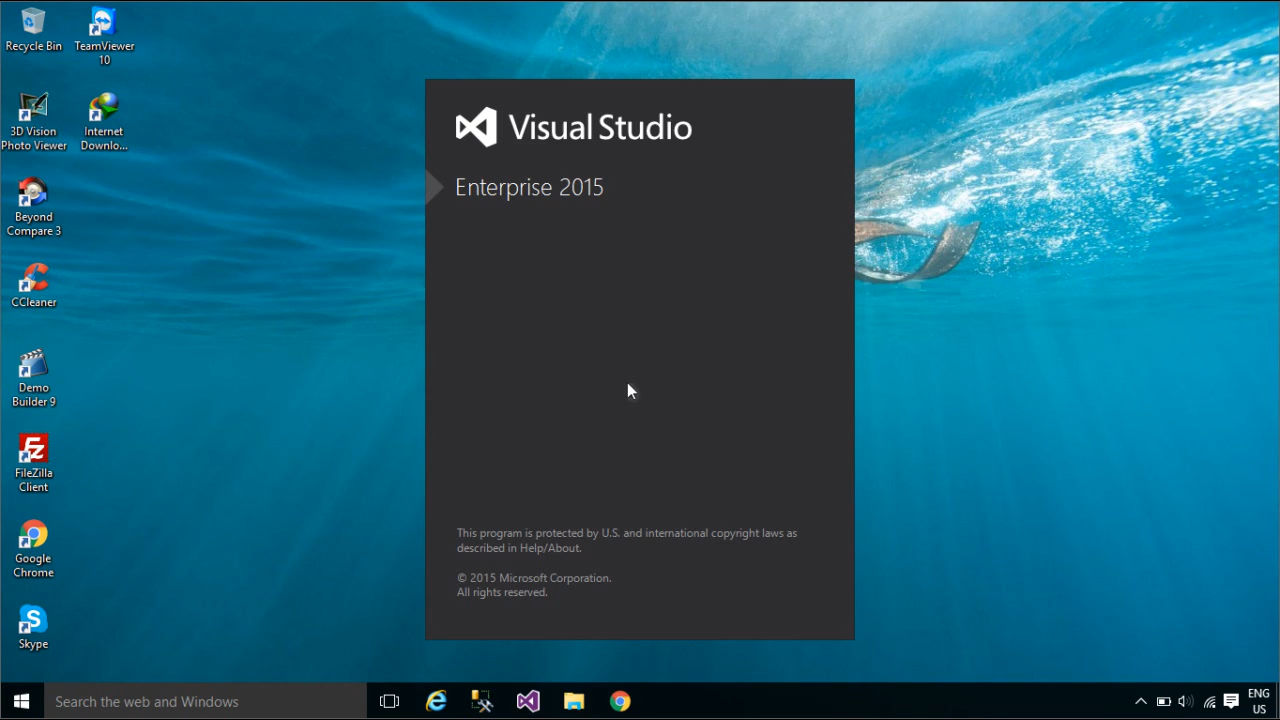 Recycle Bin
TeamViewer
10
3D Vision
Photo Viewer
Internet
Downlo...
Beyond
Compare 3
CCleaner
Demo
Builder 9
FileZilla
Client
Google
Chrome
Skype
Visual Studio
Enterprise 2015
This program is protected by U.S. and international copyright laws as
described in Help/About.
© 2015 Microsoft Corporation.
All rights reserved.
Search the web and Windows
ENG
US